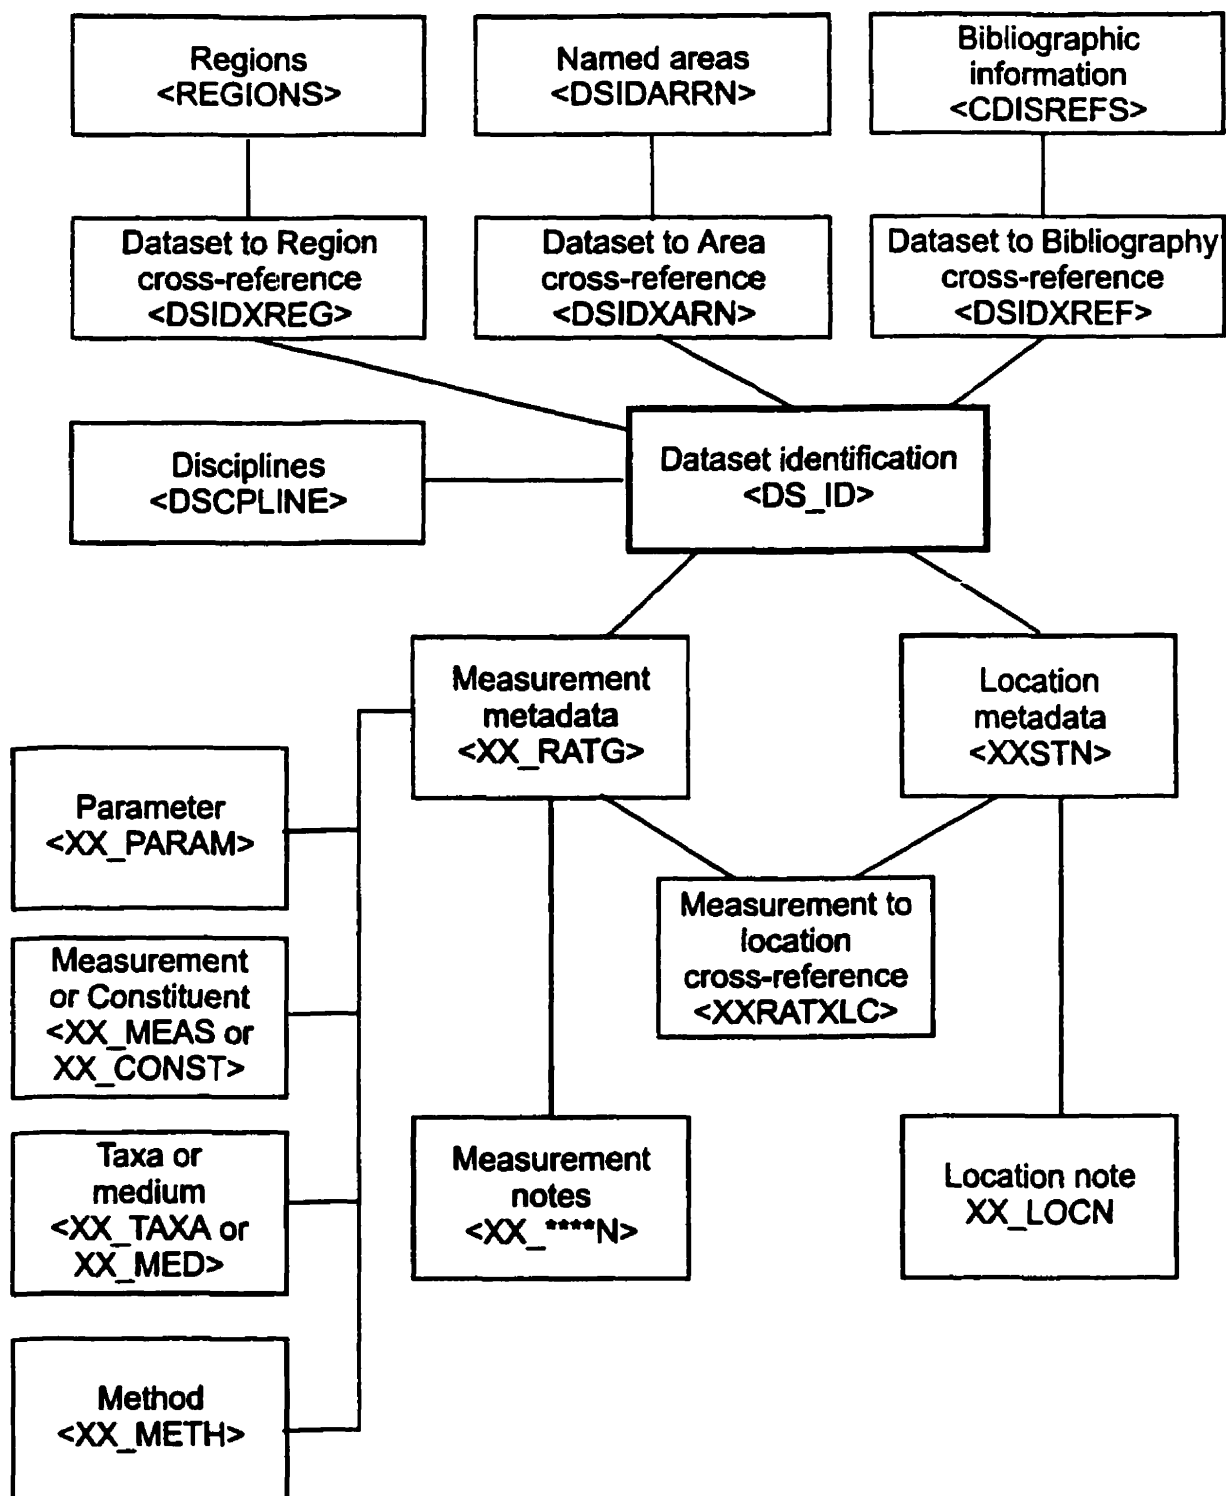 Regions
<REGIONS>
Named areas
<DSIDARRN>
Bibliographic
information
<CDISREFS>
Dataset to Region
cross-reference
<DSIDXREG>
Dataset to Area
cross-reference
<DSIDXARN>
Dataset to Bibliography
cross-reference
<DSIDXREF>
Disciplines
<DSCPLINE>
Dataset identification
<DS_ID>
Measurement
metadata
<XX_RATG>
Location
metadata
<XXSTN>
Parameter
<XX_PARAM>
Measurement to
location
cross-reference
<XXRATXLC>
Measurement
or Constituent
<XX_MEAS or
XX_CONST>
Taxa or
medium
<XX_TAXA or
XX_MED>
Measurement
notes
<XX_****N>
Location note
XX_LOCN
Method
<XX_METH>